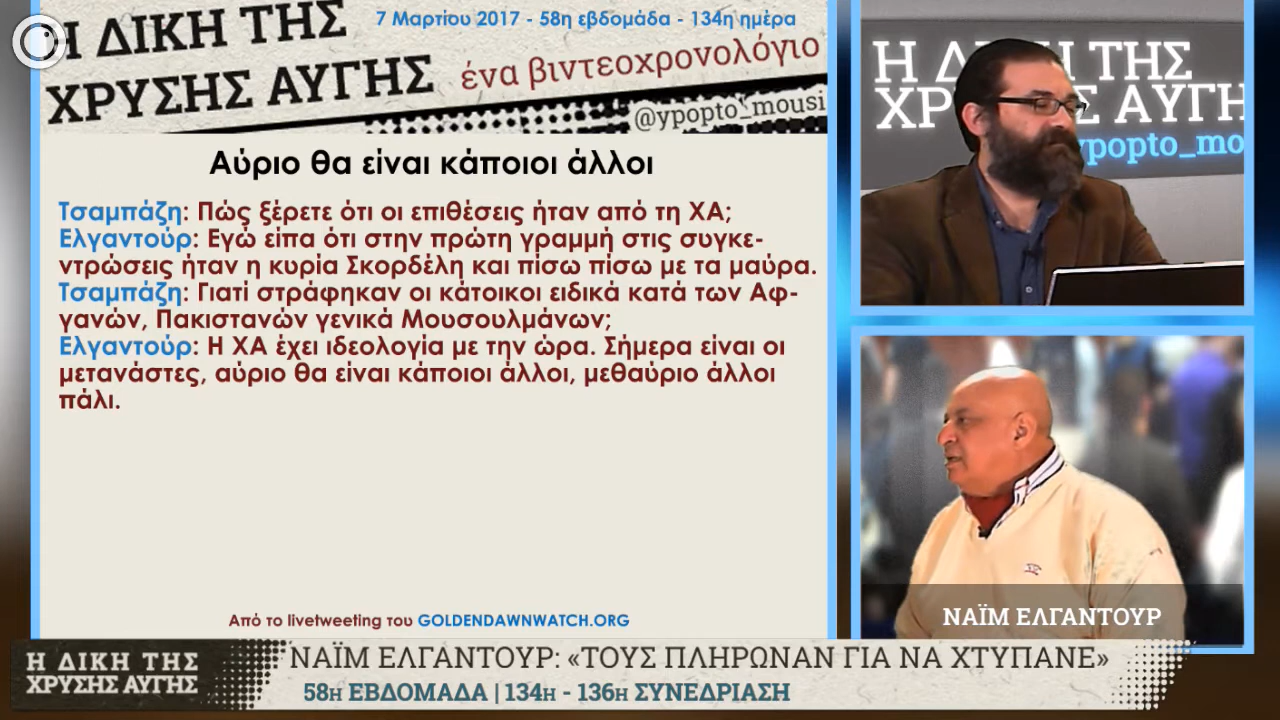 7 Μαρτίου 2017 - 58η εβδομάδα - 134η ημέρα
Η ΔΙΚΗ ΤΗΣ
ΧΡΥΣΗΣ ΑΥΓΗΣ
ένα βιντεοχρονολόγιο
@ypopto_mousi
Αύριο θα είναι κάποιοι άλλοι
Τσαμπάζη: Πώς ξέρετε ότι οι επιθέσεις ήταν από τη ΧΑ;
Ελγαντούρ: Εγώ είπα ότι στην πρώτη γραμμή στις συγκε-
ντρώσεις ήταν η κυρία Σκορδέλη και πίσω πίσω με τα μαύρα.
Τσαμπάζη: Γιατί στράφηκαν οι κάτοικοι ειδικά κατά των Αφ-
γανών, Πακιστανών γενικά Μουσουλμάνων;
Ελγαντούρ: Η ΧΑ έχει ιδεολογία με την ώρα. Σήμερα είναι οι
μετανάστες, αύριο θα είναι κάποιοι άλλοι, μεθαύριο άλλοι
πάλι.
Από το livetweeting του GOLDENDAWNWATCH.ORG
Η ΤΗΣ
ΑΥΓΗ
ypopto_mo
ΝΑΪΜ ΕΛΓΑΝΤΟΥΡ
Η ΔΙΚΗ ΤΗΣ
ΧΡΥΣΗΣ ΑΥΓΗΣ
ΝΑΪΜ ΕΛΓΑΝΤΟΥΡ: «ΤΟΥΣ ΠΛΗΡΩΝΑΝ ΓΙΑ ΝΑ ΧΤΥΠΑΝΕ»
58η ΕΒΔΟΜΑΔΑ | 134η - 136η ΣΥΝΕΔΡΙΑΣΗ